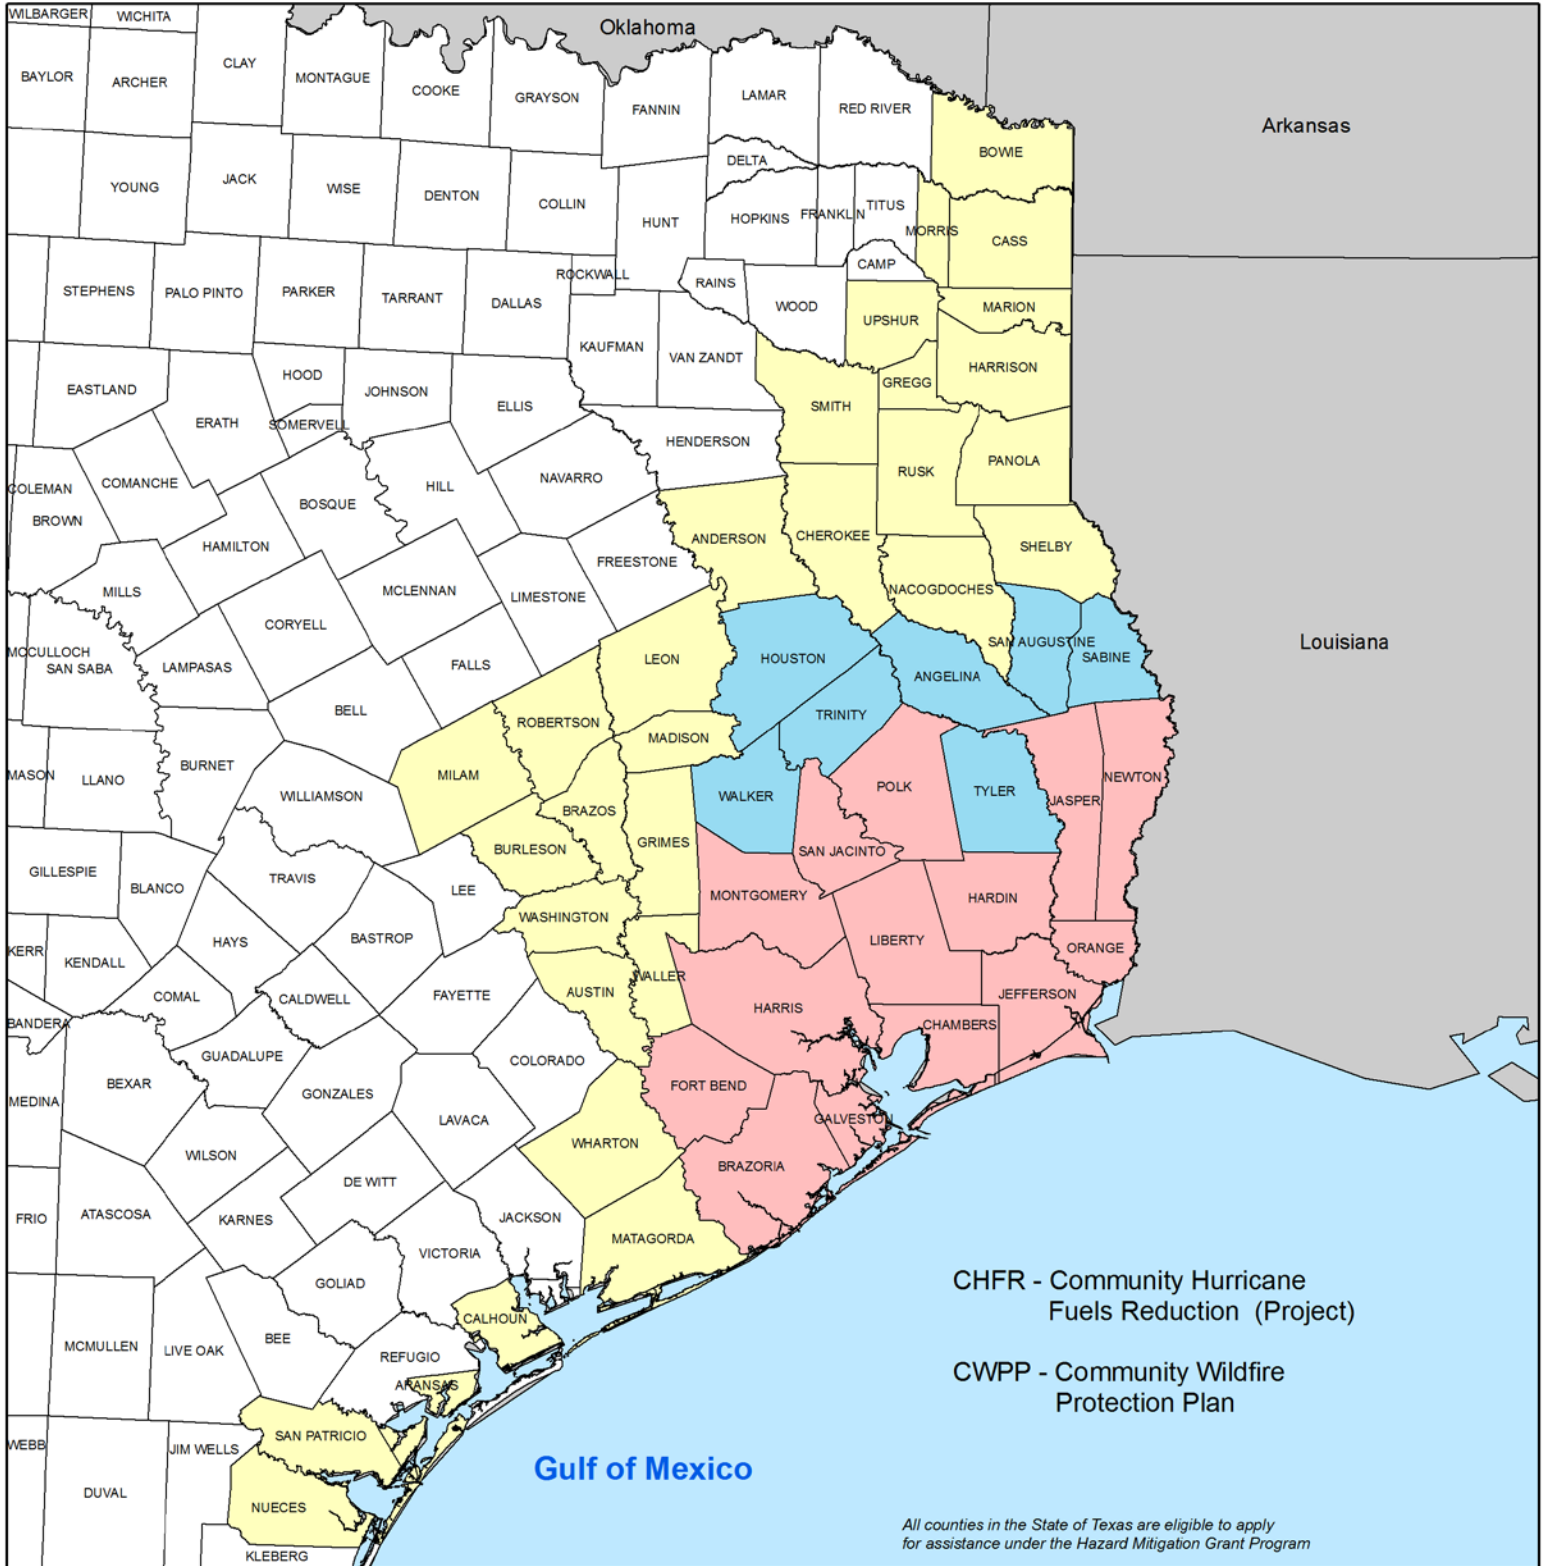 WILBARGER
WICHITA
Oklahoma
CLAY
BAYLOR
ARCHER
MONTAGUE
COOKE
GRAYSON
FANNIN
LAMAR
RED RIVER
Arkansas
BOWIE
DELTA
YOUNG
JACK
WISE
DENTON
COLLIN
HUNT
HOPKINS
FRANKLIN
TITUS
MORRIS
CASS
CAMP
STEPHENS
PALO PINTO
PARKER
TARRANT
DALLAS
ROCKWALL
RAINS
WOOD
UPSHUR
MARION
KAUFMAN
VAN ZANDT
HARRISON
EASTLAND
HOOD
JOHNSON
ELLIS
GREGG
SMITH
ERATH
SOMERVELL
HENDERSON
RUSK
PANOLA
COLEMAN
COMANCHE
BROWN
BOSQUE
HILL
NAVARRO
ANDERSON
CHEROKEE
SHELBY
HAMILTON
FREESTONE
MILLS
MCLENNAN
LIMESTONE
NACOGDOCHES
CORYELL
MCCULLOCH
SAN SABA
LAMPASAS
FALLS
LEON
HOUSTON
SAN AUGUSTINE
SABINE
ANGELINA
Louisiana
BELL
ROBERTSON
TRINITY
MADISON
MASON
LLANO
BURNET
MILAM
WILLIAMSON
WALKER
POLK
TYLER
JASPER
NEWTON
BRAZOS
GRIMES
BURLESON
SAN JACINTO
GILLESPIE
BLANCO
TRAVIS
LEE
MONTGOMERY
HARDIN
WASHINGTON
KERR
KENDALL
HAYS
BASTROP
LIBERTY
ORANGE
COMAL
CALDWELL
FAYETTE
AUSTIN
WALLER
HARRIS
JEFFERSON
BANDERA
CHAMBERS
GUADALUPE
COLORADO
MEDINA
BEXAR
GONZALES
FORT BEND
LAVACA
GALVESTON
WILSON
WHARTON
BRAZORIA
DE WITT
FRIO
ATASCOSA
KARNES
JACKSON
MATAGORDA
VICTORIA
GOLIAD
CALHOUN
MCMULLEN
LIVE OAK
BEE
REFUGIO
ARANSAS
SAN PATRICIO
WEBB
JIM WELLS
DUVAL
NUECES
KLEBERG
CHFR - Community Hurricane
Fuels Reduction (Project)
CWPP - Community Wildfire
Protection Plan
Gulf of Mexico
All counties in the State of Texas are eligible to apply
for assistance under the Hazard Mitigation Grant Program